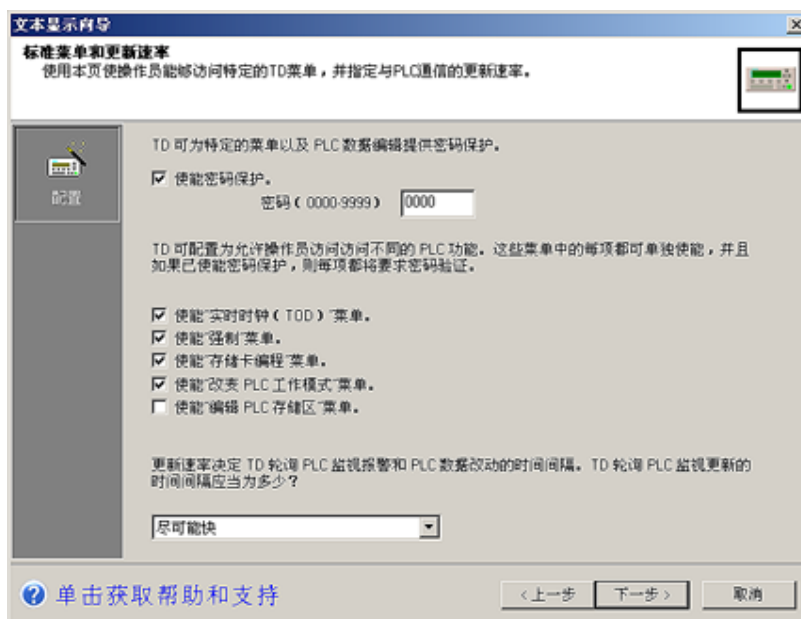 文本显示向导
标准菜单和更新速率
使用本页使操作员能够访问特定的TD菜单，并指定与PLC通信的更新速率。
配置
TD 可为特定的菜单以及 PLC 数据编辑提供密码保护。
使能密码保护。
密码（0000-9999） 0000
TD 可配置为允许操作员访问访问不同的 PLC 功能。这些菜单中的每项都可单独使能，并且
如果已使能密码保护，则每项都将要求密码验证。
使能"实时时钟（TOD）"菜单。
使能"强制"菜单。
使能"存储卡编程"菜单。
使能"改变 PLC 工作模式"菜单。
使能"编辑 PLC 存储区"菜单。
更新速率决定 TD 轮询 PLC 监视报警和 PLC 数据改动的时间间隔。TD 轮询 PLC 监视更新的
时间间隔应当为多少？
尽可能快
单击获取帮助和支持
<上一步
下一步>
取消